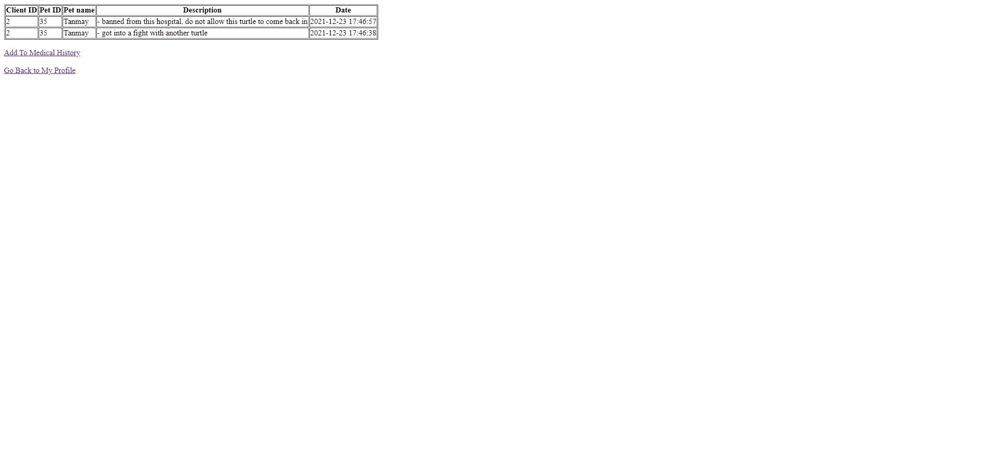 Client ID Pet ID Pet name Description Date
2 35 Tanmay - banned from this hospital. do not allow this turtle to come back in 2021-12-23 17:46:57
2 35 Tanmay - got into a fight with another turtle 2021-12-23 17:46:38
Add To Medical History
Go Back to My Profile